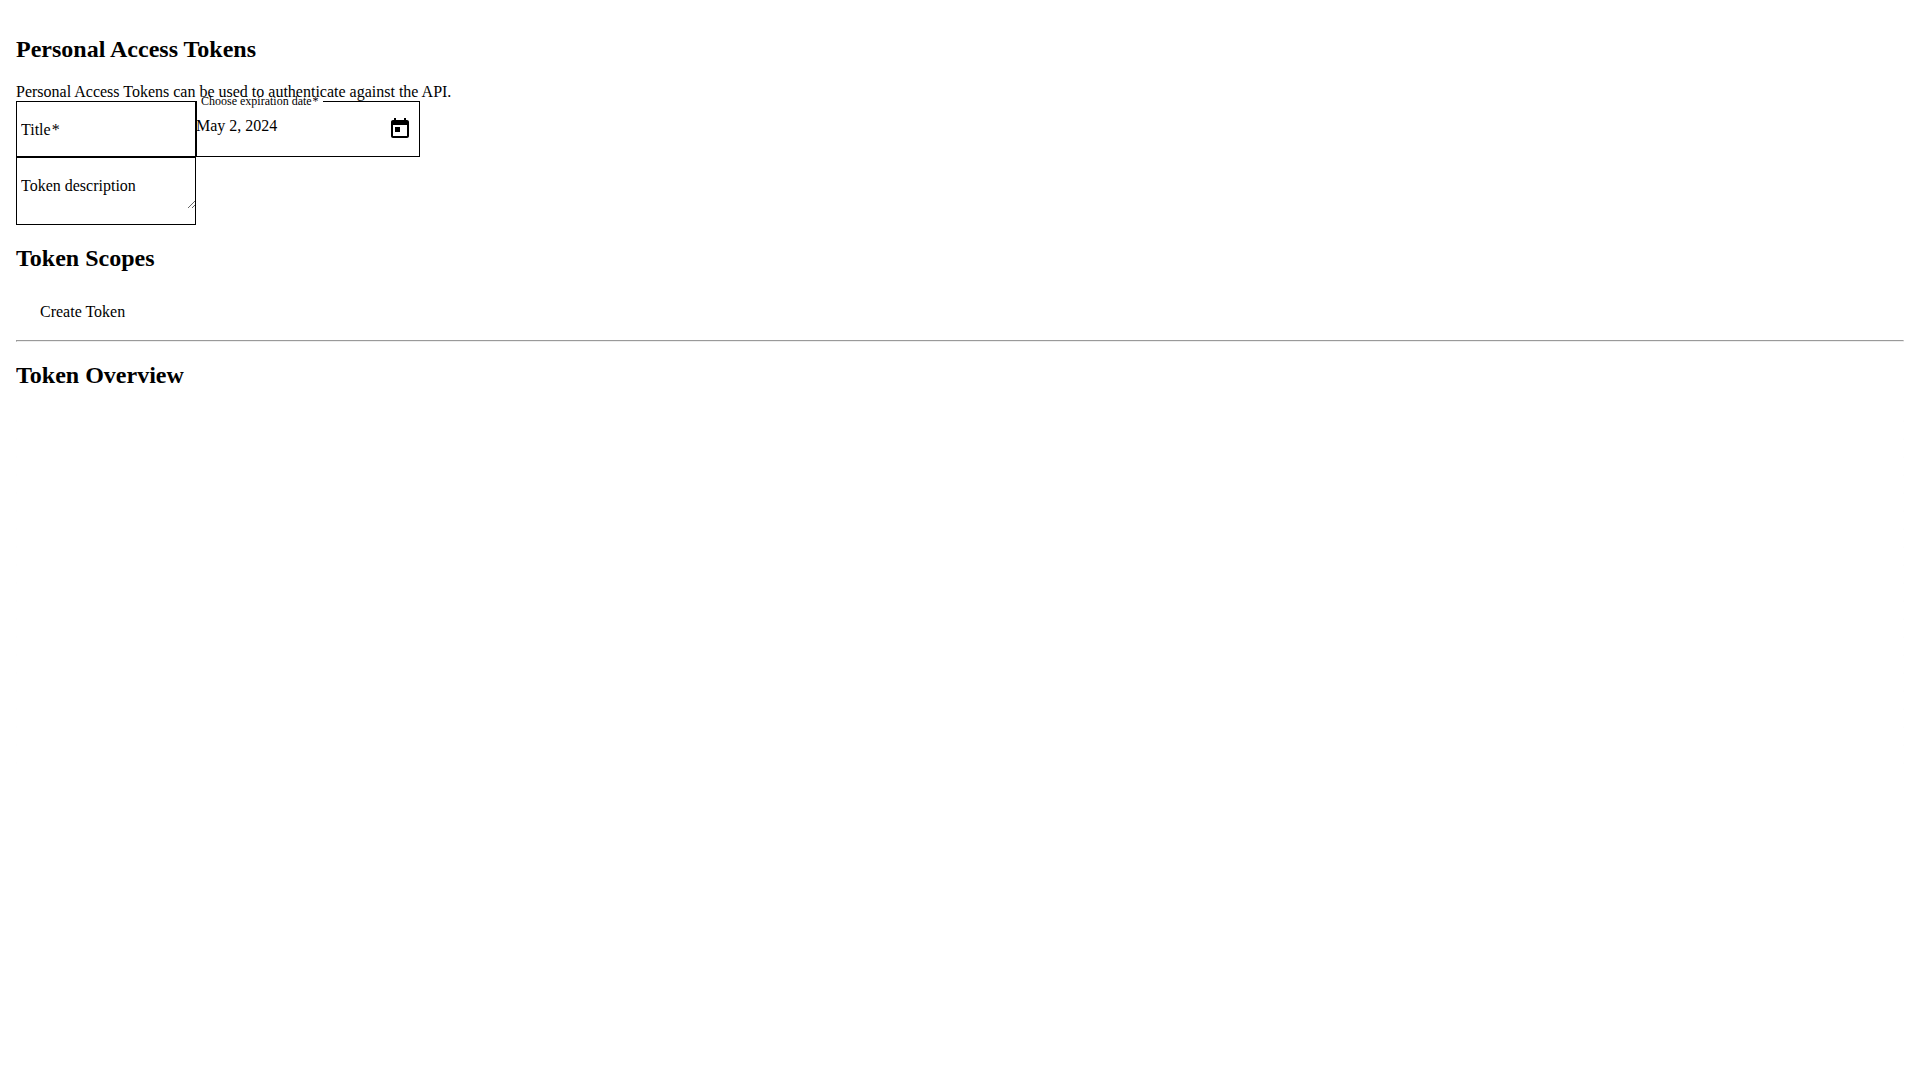 Personal Access Tokens
Personal Access Tokens can be used to authenticate against the API.
Choose expiration date*
Title*
May 2, 2024
Token description
Token Scopes
Create Token
Token Overview